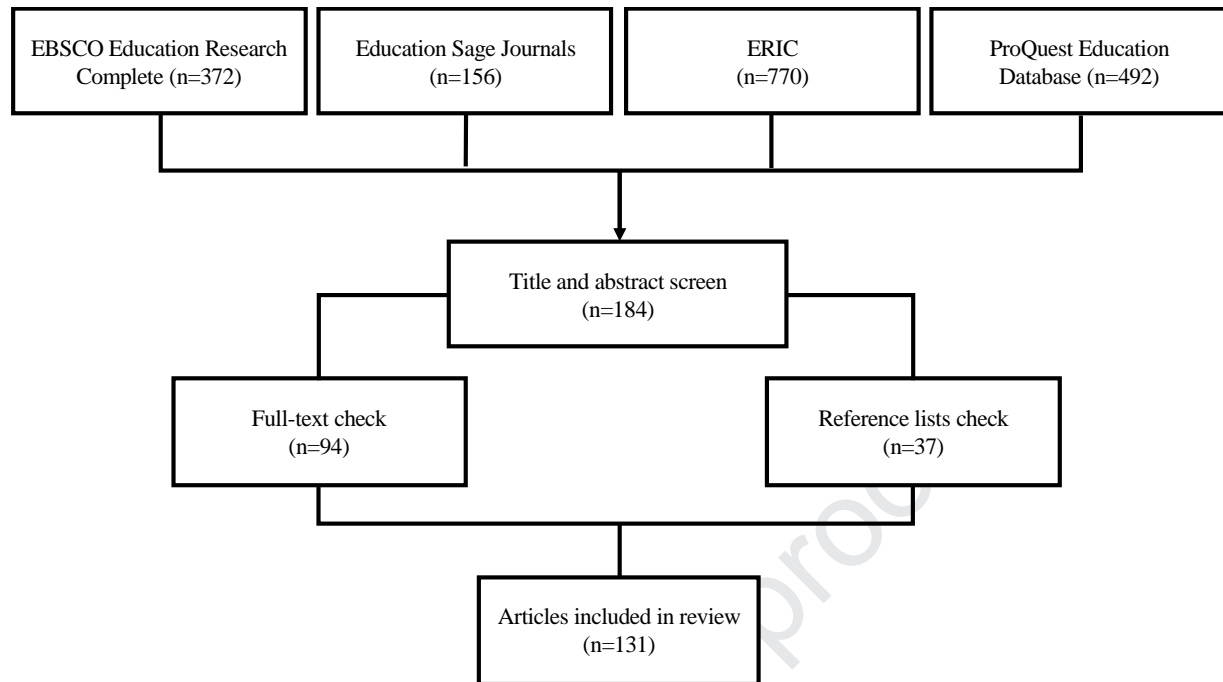 EBSCO Education Research
Complete (n=372)
Education Sage Journals
(n=156)
ERIC
(n=770)
ProQuest Education
Database (n=492)
Title and abstract screen
(n=184)
Full-text check
(n=94)
Reference lists check
(n=37)
Articles included in review
(n=131)